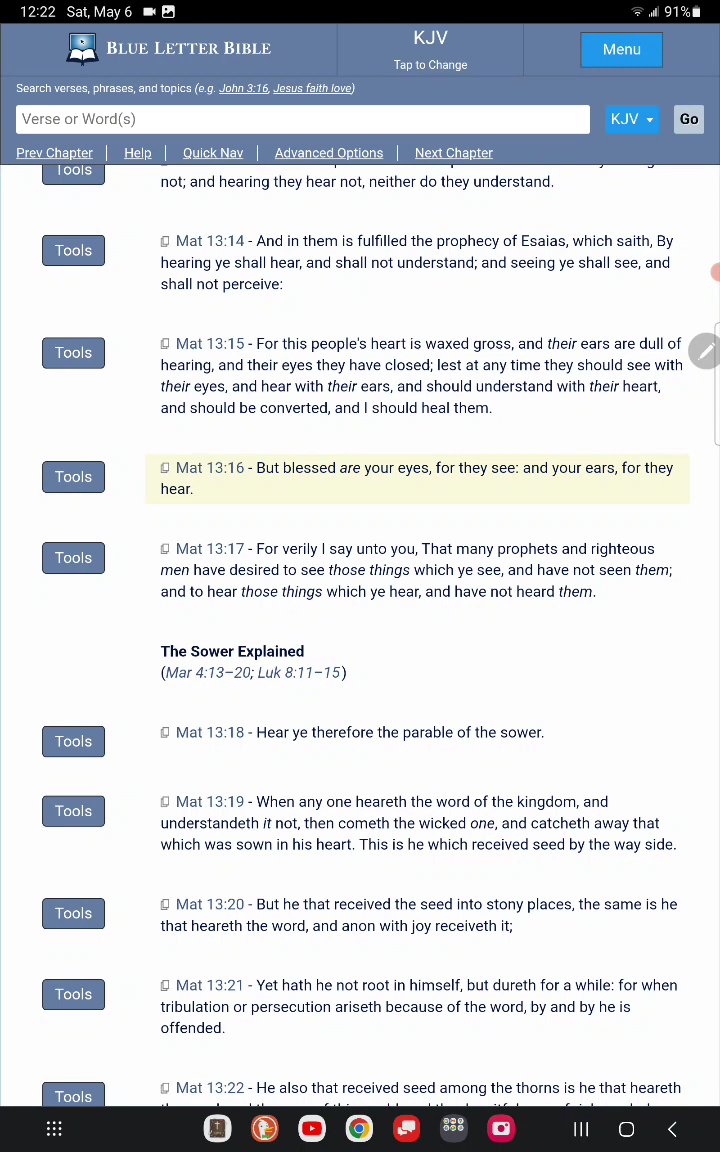 12:22 Sat, May 6 91%
BLUE LETTER BIBLE
KJV
Tap to Change
Menu
Search verses, phrases, and topics (e.g. John 3:16, Jesus faith love)
Verse or Word(s)
KJV
Go
Prev Chapter | Help | Quick Nav | Advanced Options | Next Chapter
Tools
not; and hearing they hear not, neither do they understand.
Tools
Mat 13:14 - And in them is fulfilled the prophecy of Esaias, which saith, By
hearing ye shall hear, and shall not understand; and seeing ye shall see, and
shall not perceive:
Tools
Mat 13:15 - For this people's heart is waxed gross, and their ears are dull of
hearing, and their eyes they have closed; lest at any time they should see with
their eyes, and hear with their ears, and should understand with their heart,
and should be converted, and I should heal them.
Tools
Mat 13:16 - But blessed are your eyes, for they see: and your ears, for they
hear.
Tools
Mat 13:17 - For verily I say unto you, That many prophets and righteous
men have desired to see those things which ye see, and have not seen them;
and to hear those things which ye hear, and have not heard them.
The Sower Explained
(Mar 4:13–20; Luk 8:11–15)
Tools
Mat 13:18 - Hear ye therefore the parable of the sower.
Tools
Mat 13:19 - When any one heareth the word of the kingdom, and
understandeth it not, then cometh the wicked one, and catcheth away that
which was sown in his heart. This is he which received seed by the way side.
Tools
Mat 13:20 - But he that received the seed into stony places, the same is he
that heareth the word, and anon with joy receiveth it;
Tools
Mat 13:21 - Yet hath he not root in himself, but dureth for a while: for when
tribulation or persecution ariseth because of the word, by and by he is
offended.
Tools
Mat 13:22 - He also that received seed among the thorns is he that heareth